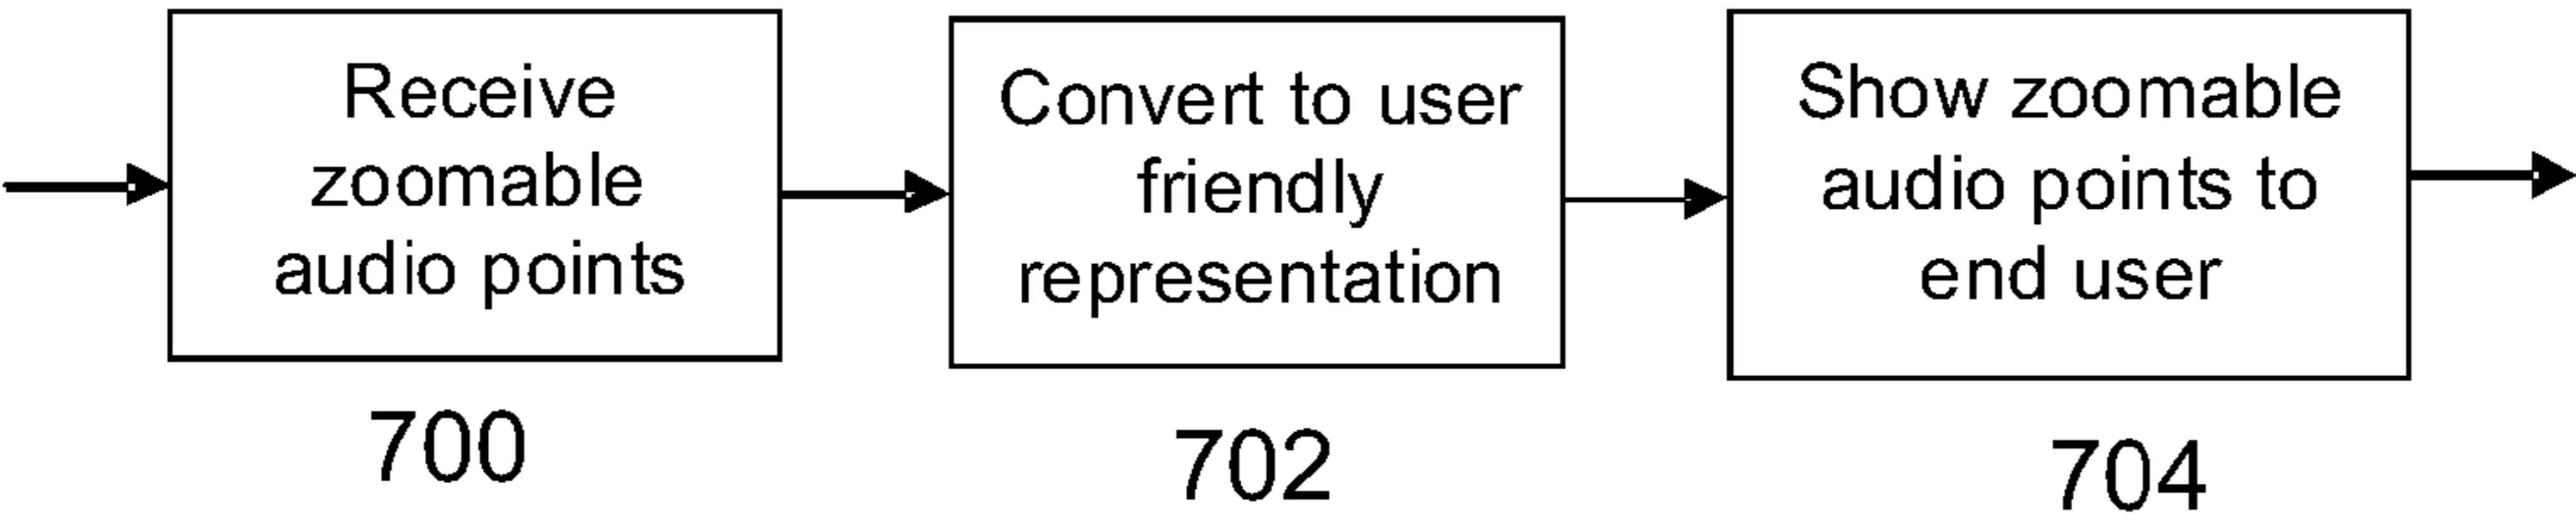 Receive
zoomable
audio points
700
Convert to user
friendly
representation
702
Show zoomable
audio points to
end user
704